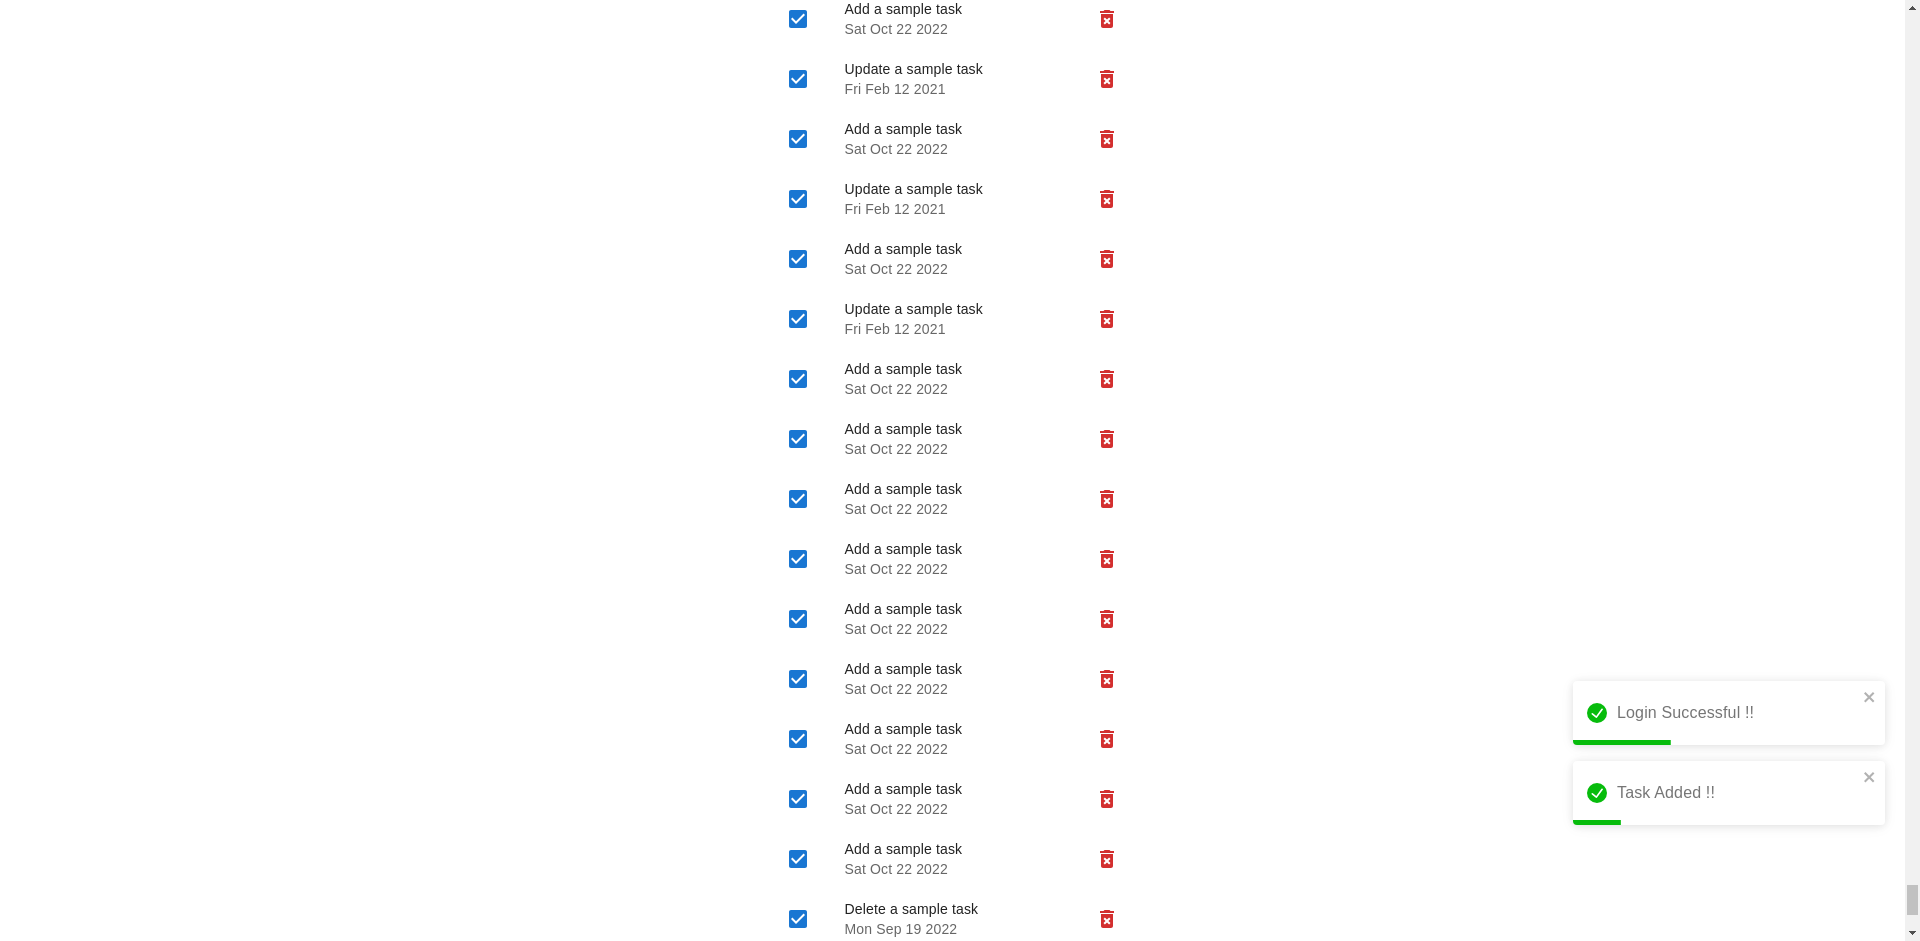 Add a sample task
Sat Oct 22 2022
Update a sample task
Fri Feb 12 2021
Add a sample task
Sat Oct 22 2022
Update a sample task
Fri Feb 12 2021
Add a sample task
Sat Oct 22 2022
Update a sample task
Fri Feb 12 2021
Add a sample task
Sat Oct 22 2022
Add a sample task
Sat Oct 22 2022
Add a sample task
Sat Oct 22 2022
Add a sample task
Sat Oct 22 2022
Add a sample task
Sat Oct 22 2022
Add a sample task
Sat Oct 22 2022
Add a sample task
Sat Oct 22 2022
Add a sample task
Sat Oct 22 2022
Add a sample task
Sat Oct 22 2022
Delete a sample task
Mon Sep 19 2022
Login Successful !!
Task Added !!